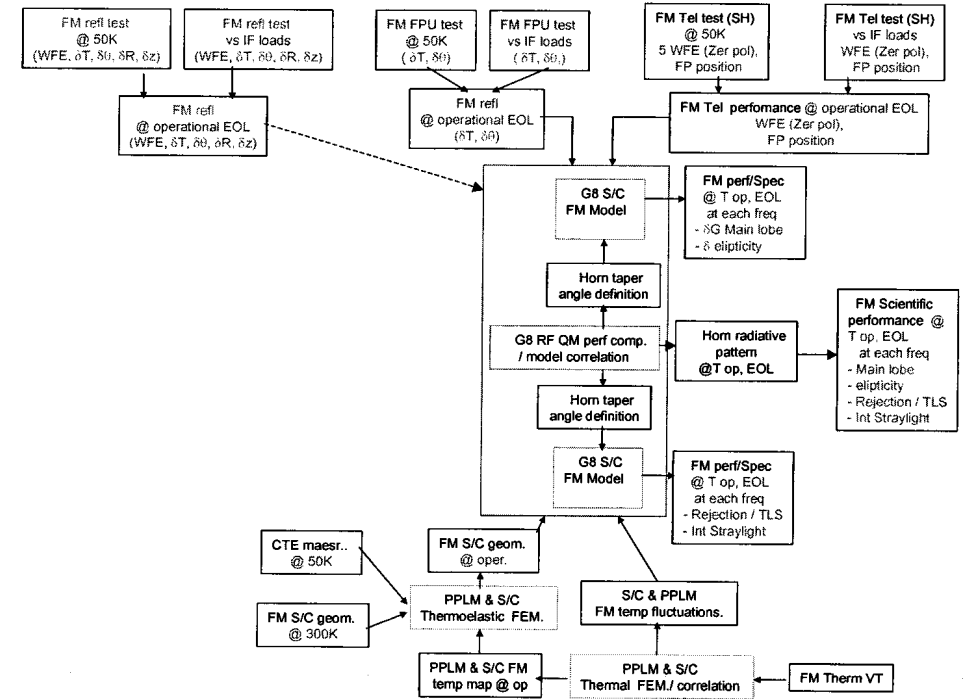 FM refl test
@ 50K
(WFE, δT, δθ, δR, δz)
FM refl test
vs IF loads
(WFE, δT, δθ, δR, δz)
FM FPU test
@ 50K
( δT, δθ)
FM FPU test
vs IF loads
( δT, δθ,)
FM Tel test (SH)
@ 50K
5 WFE (Zer pol),
FP position
FM Tel test (SH)
vs IF loads
WFE (Zer pol)
FP position
FM refl
@ operational EOL
(WFE, δT, δθ, δR, δz)
FM refl
@ operational EOL
(δT, δθ)
FM Tel perfomance @ operational EOL
WFE (Zer pol),
FP position
G8 S/C
FM Model
FM perf/Spec
@ T op, EOL
at each freq
- δG Main lobe
- δ elipticity
Horn taper
angle definition
G8 RF QM perf comp.
/ model correlation
Horn radiative
pattern
@T op, EOL
FM Scientific
performance @
T op, EOL
at each freq
- Main lobe
- elipticity
- Rejection / TLS
- Int Straylight
Horn taper
angle definition
G8 S/C
FM Model
FM perf/Spec
@ T op, EOL
at each freq
- Rejection / TLS
- Int Straylight
CTE maesr..
@ 50K
FM S/C geom.
@ oper.
FM S/C geom.
@ 300K
PPLM & S/C
Thermoelastic FEM.
S/C & PPLM
FM temp fluctuations.
PPLM & S/C FM
temp map @ op
PPLM & S/C
Thermal FEM./ correlation
FM Therm VT